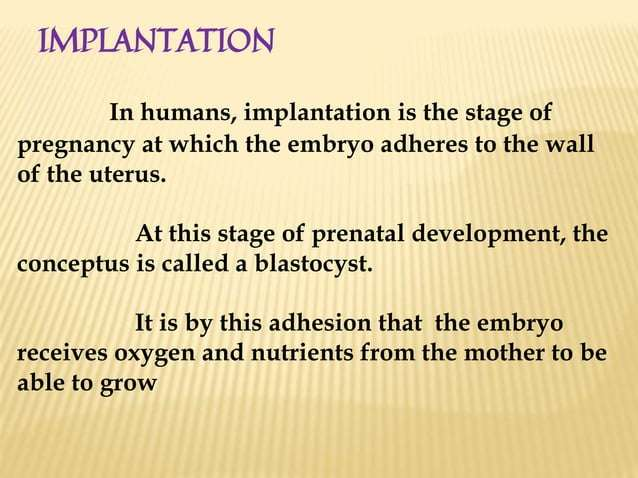 IMPLANTATION
In humans, implantation is the stage of
pregnancy at which the embryo adheres to the wall
of the uterus.
At this stage of prenatal development, the
conceptus is called a blastocyst.
It is by this adhesion that the embryo
receives oxygen and nutrients from the mother to be
able to grow